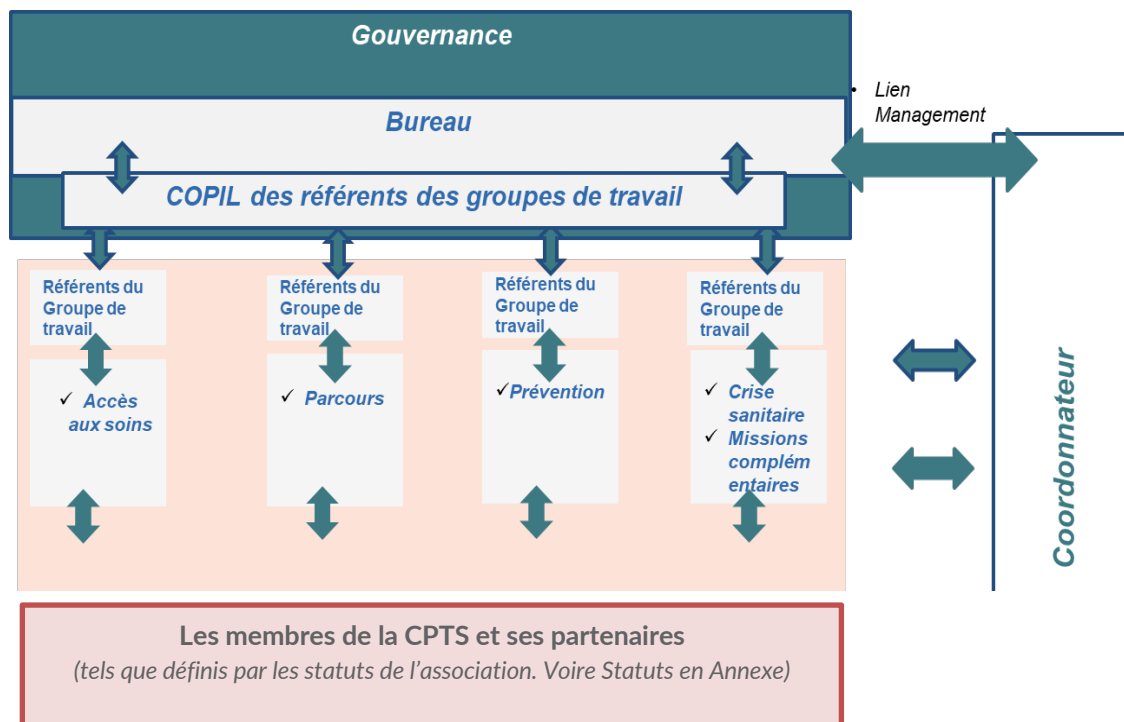 Gouvernance
• Lien
Management
Bureau
COPIL des référents des groupes de travail
Référents du
Groupe de
travail
Référents du
Groupe de
travail
Référents du
Groupe de
travail
Référents du
Groupe de
travail
✓ Accès
aux soins
✓ Parcours
✓ Prévention
✓ Crise
sanitaire
✓ Missions
complém
entaires
Coordonnateur
Les membres de la CPTS et ses partenaires
(tels que définis par les statuts de l’association. Voire Statuts en Annexe)